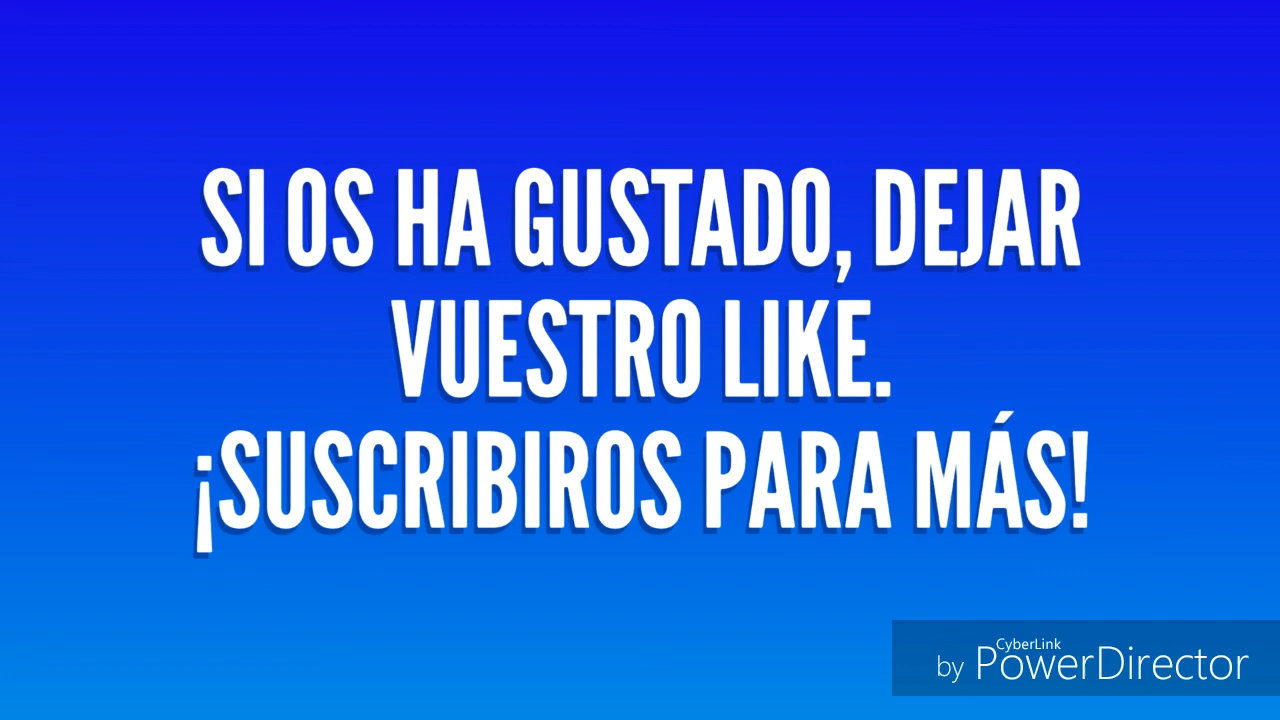 SI OS HA GUSTADO, DEJAR
VUESTRO LIKE.
¡SUSCRIBIROS PARA MÁS!
CyberLink
by PowerDirector